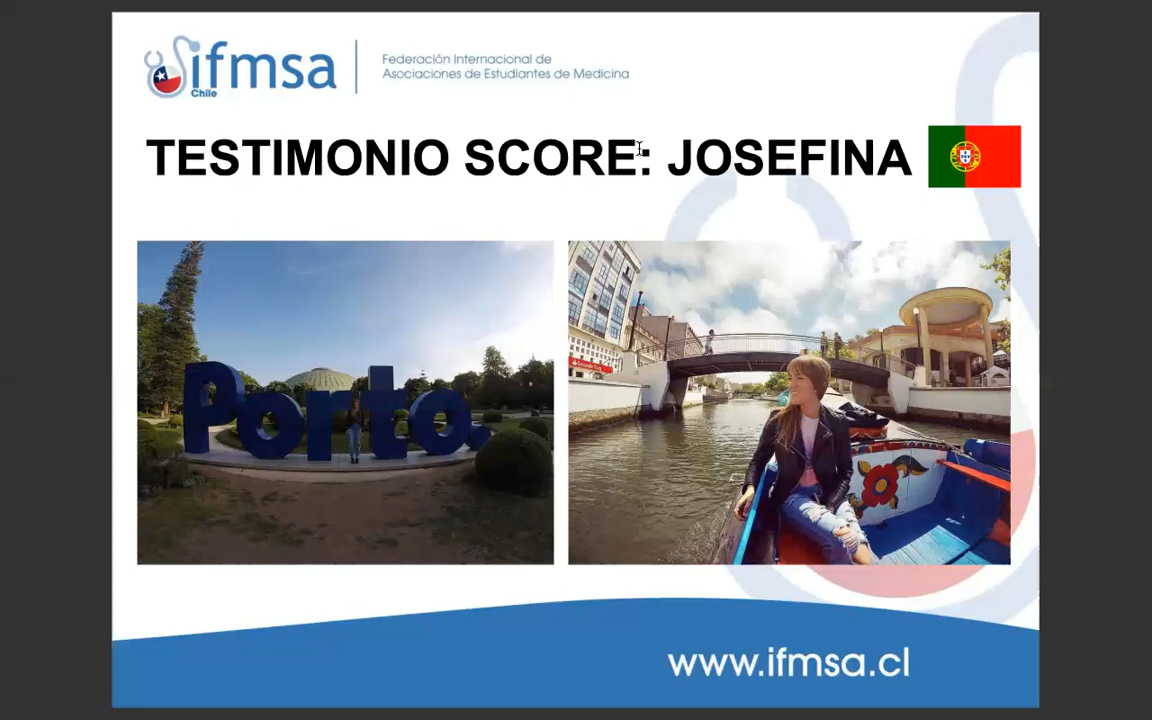 ifmsa
Chile
Federación Internacional de
Asociaciones de Estudiantes de Medicina
TESTIMONIO SCORE: JOSEFINA
Porto.
www.ifmsa.cl